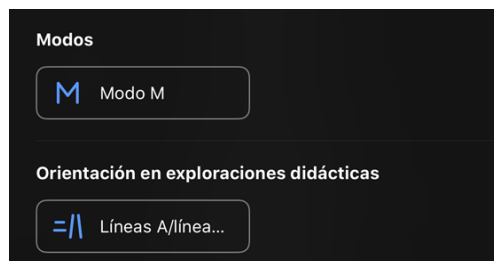 Modos
Modo M
Orientación en exploraciones didácticas
Líneas A/línea...